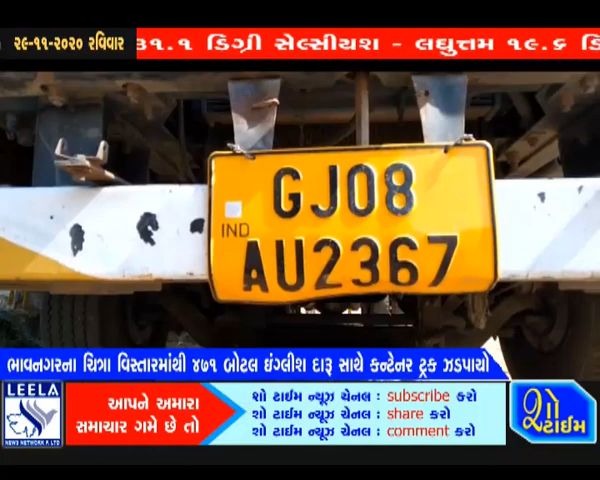 ૨૯-૧૧-૨૦૨૦ રવિવાર
૩૧.૧ ડિગ્રી સેલ્સીયશ - લઘુત્તમ ૧૯.૬ ડિ
GJ08
IND
AU2367
ભાવનગરના ચિત્રા વિસ્તારમાંથી ૪૭૧ બોટલ ઇંગ્લીશ દારૂ સાથે કન્ટેનર ટ્રક ઝડપાયો
LEELA
NEWS NETWORK P. LTD
આપને અમારા
સમાચાર ગમે છે તો
શો ટાઈમ ન્યૂઝ ચેનલ : subscribe કરો
શો ટાઈમ ન્યૂઝ ચેનલ : share કરો
શો ટાઈમ ન્યૂઝ ચેનલ : comment કરો
શો
ટાઈમ